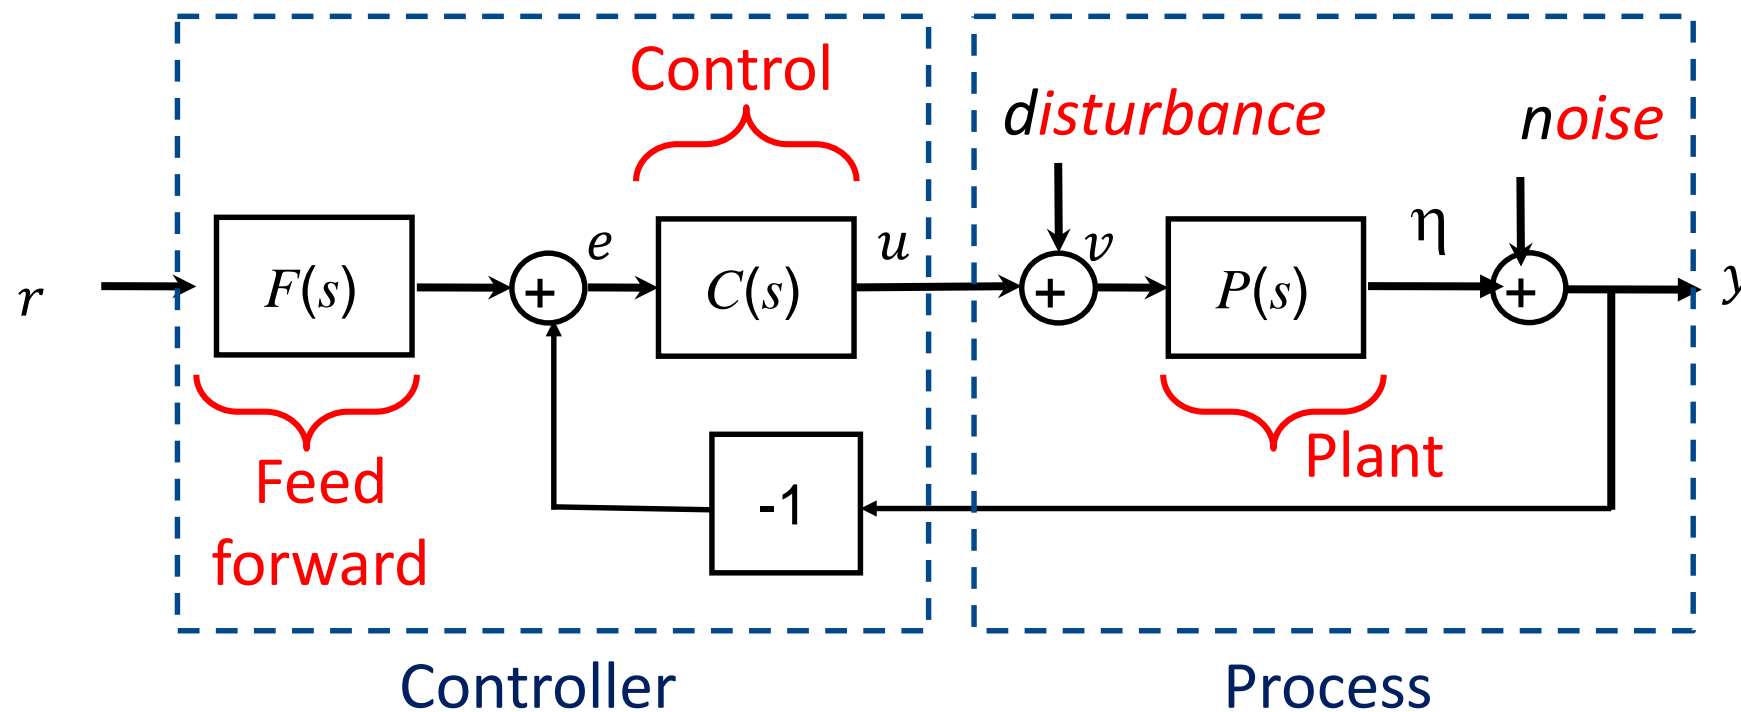 Control
disturbance
noise
r
F(s)
+
e
C(s)
u
+
v
P(s)
η
+
y
Feed
forward
-1
Plant
Controller
Process